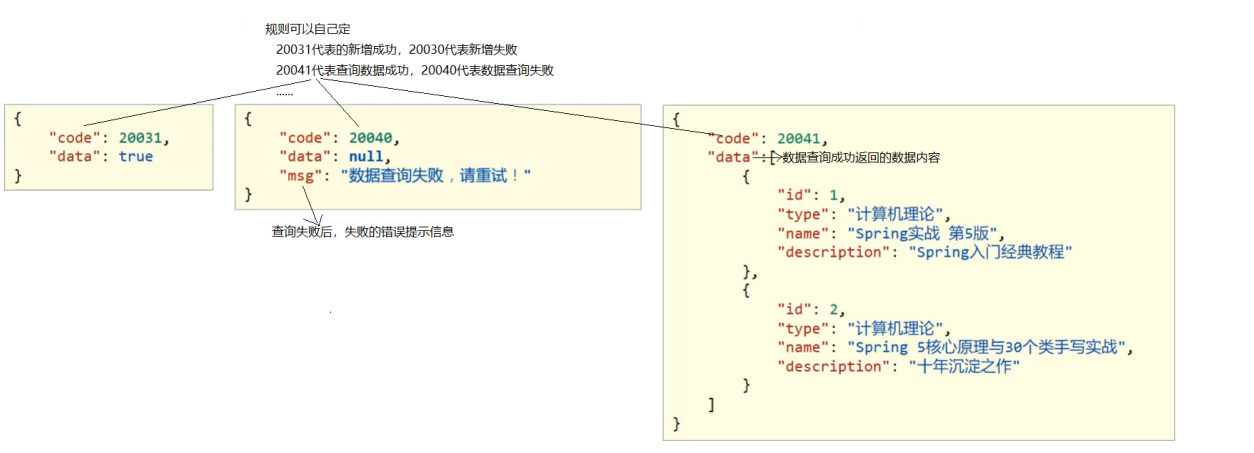 规则可以自己定
20031代表的新增成功，20030代表新增失败
20041代表查询数据成功，20040代表数据查询失败
......
{
"code": 20031,
"data": true
}
{
"code": 20040,
"data": null,
"msg": "数据查询失败，请重试！"
}
查询失败后，失败的错误提示信息
{
"code": 20041,
"data":[ 数据查询成功返回的数据内容
{
"id": 1,
"type": "计算机理论",
"name": "Spring实战 第5版",
"description": "Spring入门经典教程"
},
{
"id": 2,
"type": "计算机理论",
"name": "Spring 5核心原理与30个类手写实战",
"description": "十年沉淀之作"
}
]
}